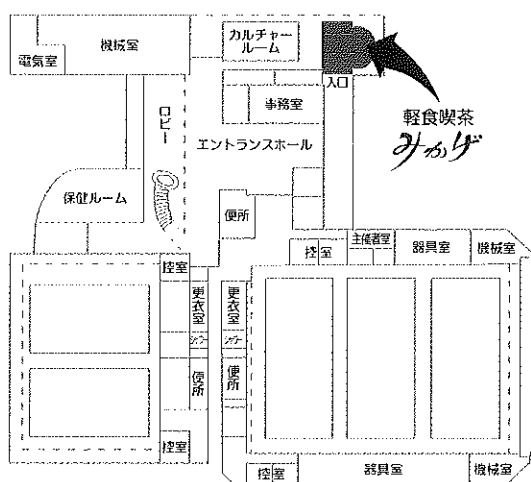 機械室
カルチャー
ルーム
電気室
入口
事務室
ロビー
軽食喫茶
みかげ
エントランスホール
保健ルーム
便所
控室
主催者室
器具室
機械室
控室
更衣室
更衣室
シャワー
シャワー
便所
便所
控室
控室
器具室
機械室